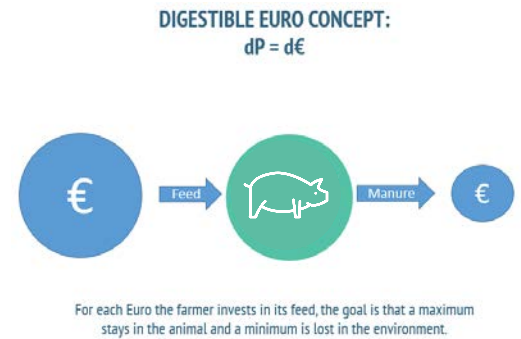 DIGESTIBLE EURO CONCEPT:
dP = d€
€
Feed
Manure
€
For each Euro the farmer invests in its feed, the goal is that a maximum
stays in the animal and a minimum is lost in the environment.